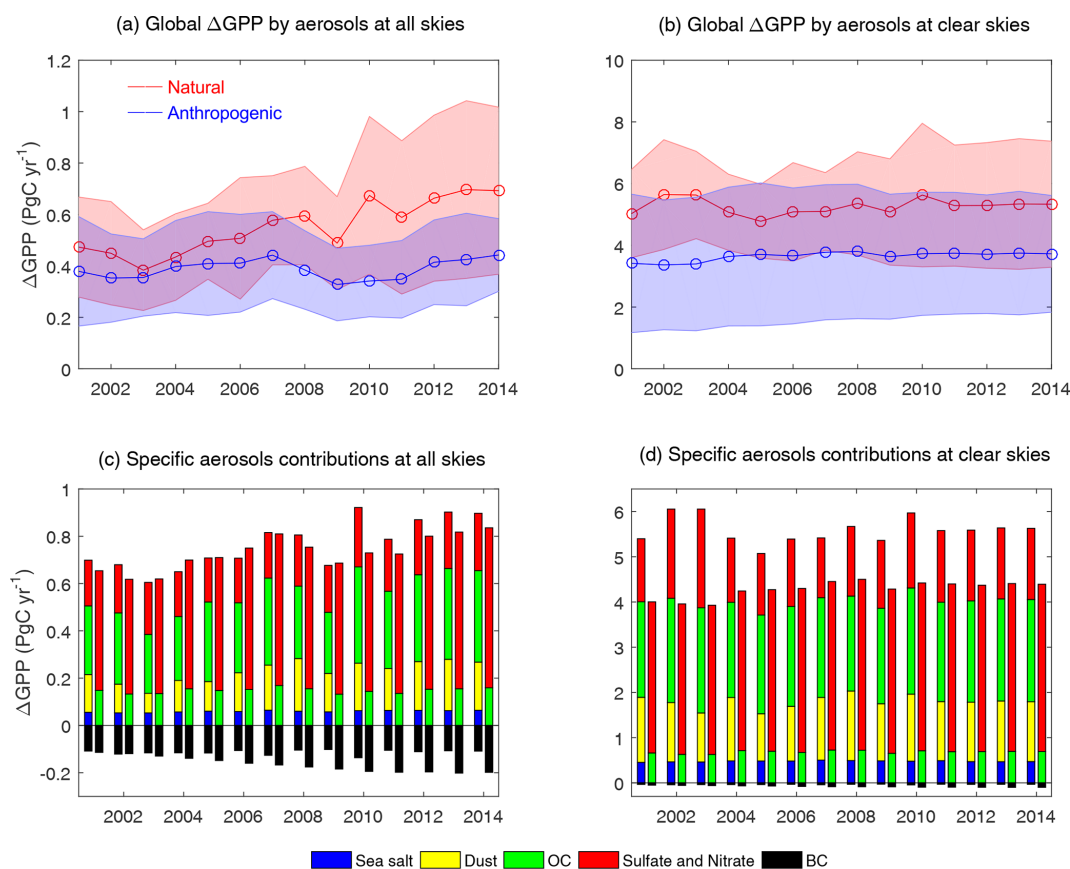 (a) Global ΔGPP by aerosols at all skies
(b) Global ΔGPP by aerosols at clear skies
ΔGPP (PgC yr⁻¹)
1.2
1
0.8
0.6
0.4
0.2
0
Natural
Anthropogenic
2002 2004 2006 2008 2010 2012 2014
10
8
6
4
2
0
2002 2004 2006 2008 2010 2012 2014
(c) Specific aerosols contributions at all skies
(d) Specific aerosols contributions at clear skies
ΔGPP (PgC yr⁻¹)
1
0.8
0.6
0.4
0.2
0
-0.2
2002 2004 2006 2008 2010 2012 2014
6
5
4
3
2
1
0
2002 2004 2006 2008 2010 2012 2014
Sea salt Dust OC Sulfate and Nitrate BC